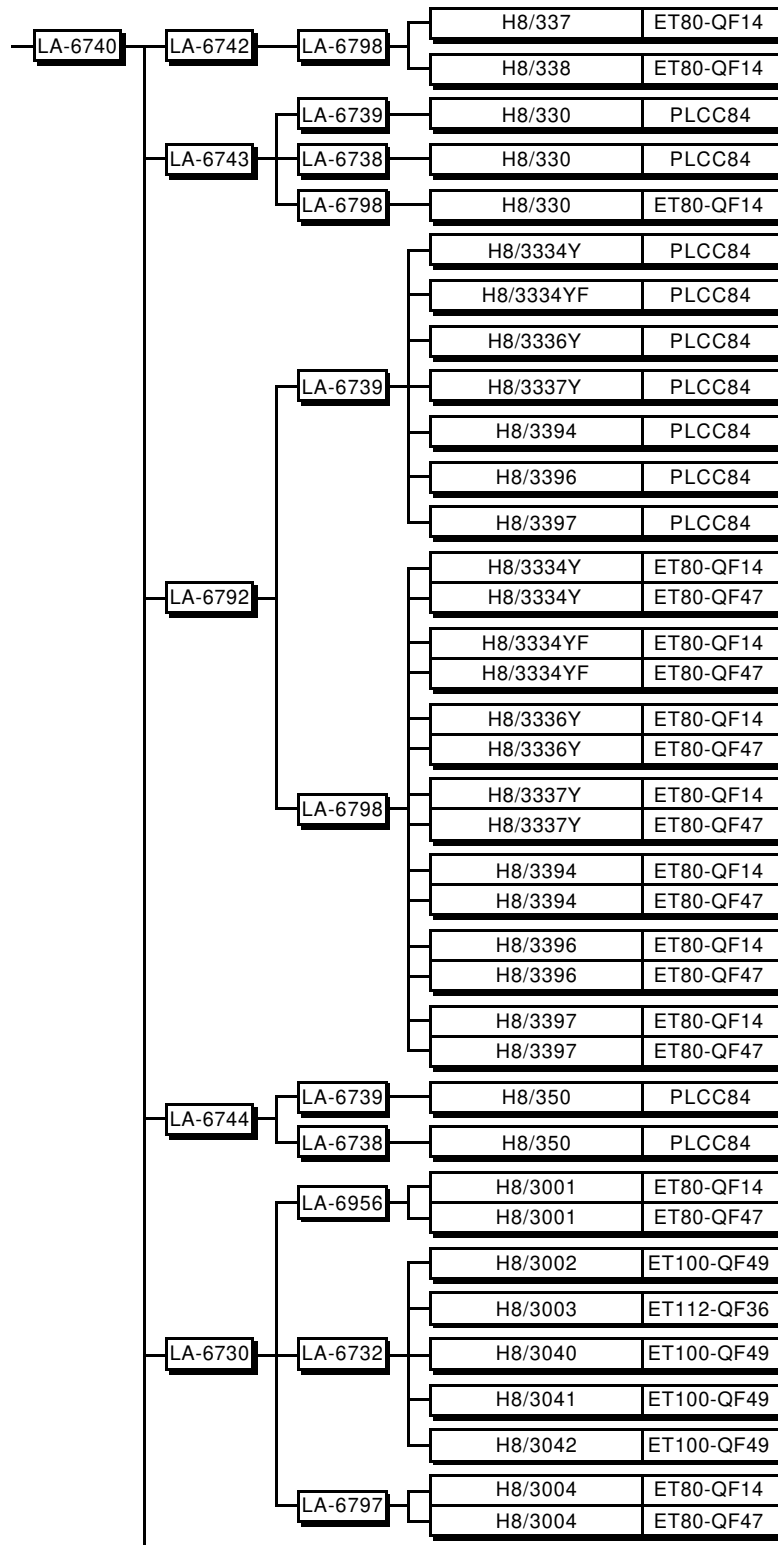 H8/337 ET80-QF14
LA-6740 LA-6742 LA-6798
H8/338 ET80-QF14
LA-6739 H8/330 PLCC84
LA-6743 LA-6738 H8/330 PLCC84
LA-6798 H8/330 ET80-QF14
H8/3334Y PLCC84
H8/3334YF PLCC84
H8/3336Y PLCC84
LA-6739 H8/3337Y PLCC84
H8/3394 PLCC84
H8/3396 PLCC84
H8/3397 PLCC84
H8/3334Y ET80-QF14
LA-6792 H8/3334Y ET80-QF47
H8/3334YF ET80-QF14
H8/3334YF ET80-QF47
H8/3336Y ET80-QF14
H8/3336Y ET80-QF47
H8/3337Y ET80-QF14
LA-6798
H8/3337Y ET80-QF47
H8/3394 ET80-QF14
H8/3394 ET80-QF47
H8/3396 ET80-QF14
H8/3396 ET80-QF47
H8/3397 ET80-QF14
H8/3397 ET80-QF47
LA-6739 H8/350 PLCC84
LA-6744
LA-6738 H8/350 PLCC84
H8/3001 ET80-QF14
LA-6956
H8/3001 ET80-QF47
H8/3002 ET100-QF49
H8/3003 ET112-QF36
LA-6730 LA-6732 H8/3040 ET100-QF49
H8/3041 ET100-QF49
H8/3042 ET100-QF49
H8/3004 ET80-QF14
LA-6797
H8/3004 ET80-QF47